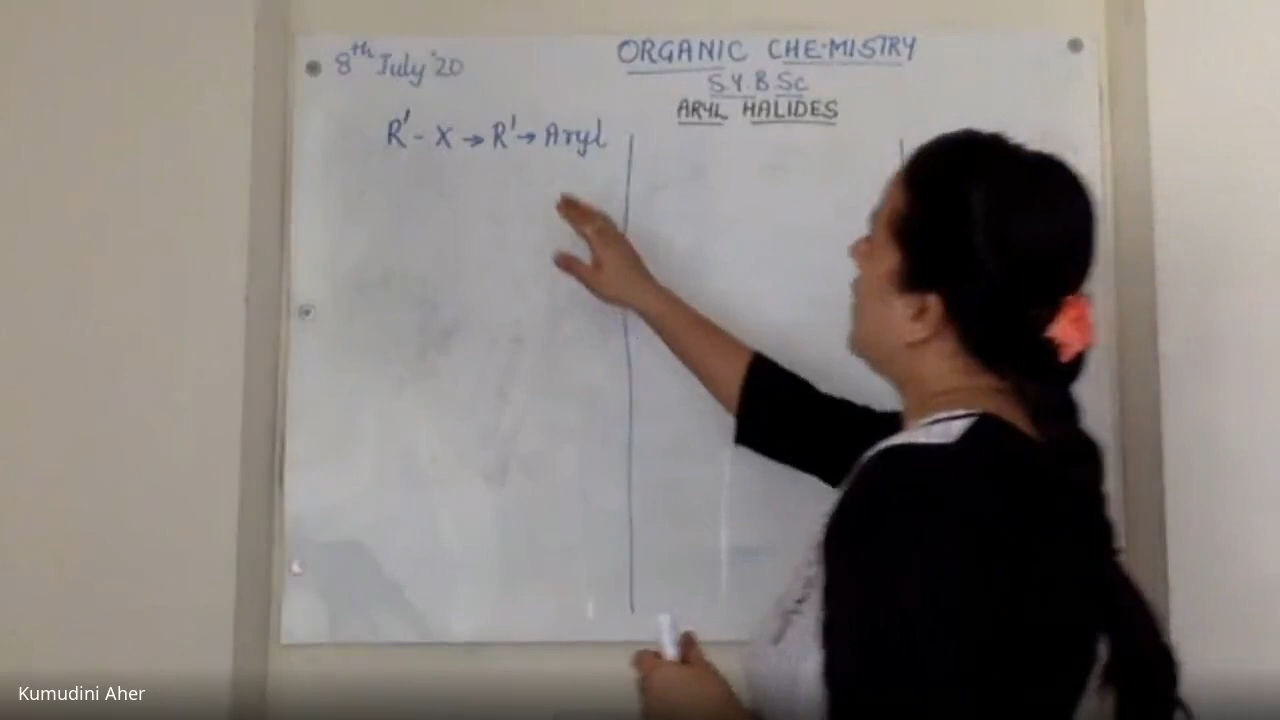 8th July '20
ORGANIC CHEMISTRY
S.Y.B.Sc
ARYL HALIDES
R' - X → R' → Aryl
Kumudini Aher